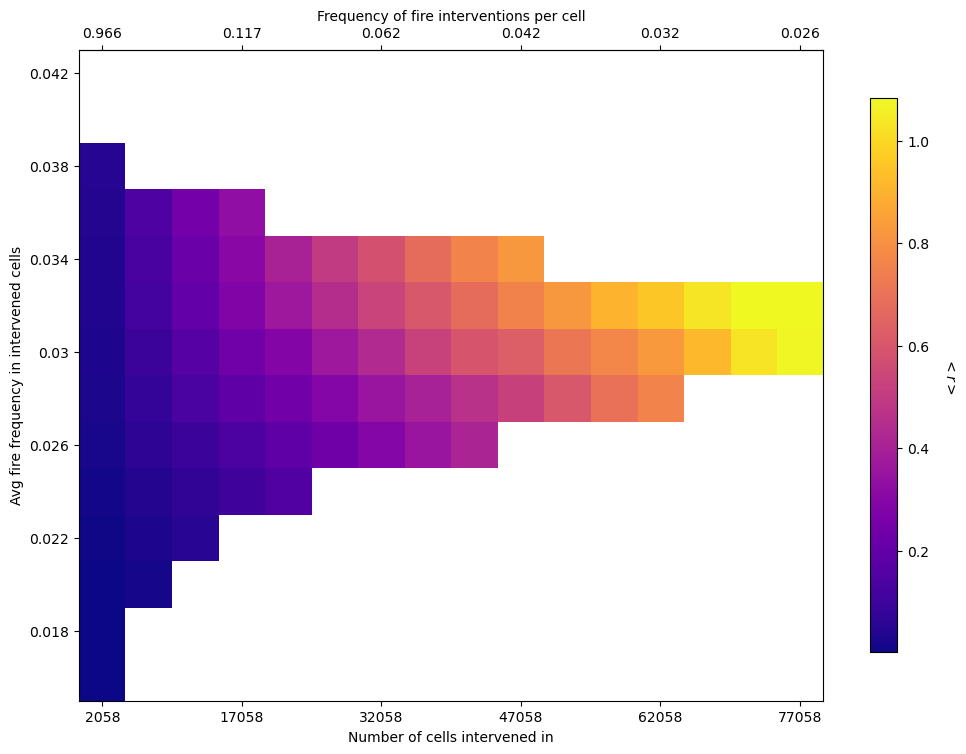 Frequency of fire interventions per cell
0.966 0.117 0.062 0.042 0.032 0.026
0.042
0.038
0.034
0.03
0.026
0.022
0.018
Avg fire frequency in intervened cells
2058 17058 32058 47058 62058 77058
Number of cells intervened in
1.0
0.8
0.6
0.4
0.2
<r>